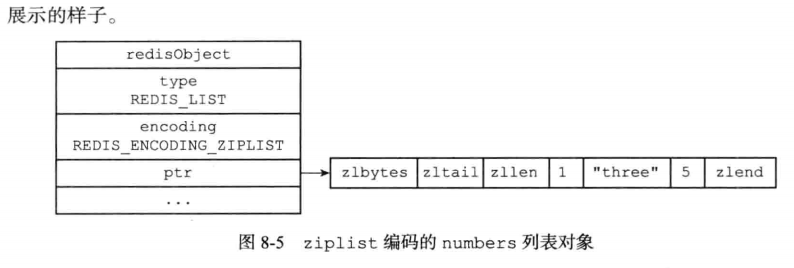 展示的样子。
redisObject
type
REDIS_LIST
encoding
REDIS_ENCODING_ZIPLIST
ptr
zlbytes zltail zllen 1 "three" 5 zlend
...
图 8-5 ziplist 编码的 numbers 列表对象